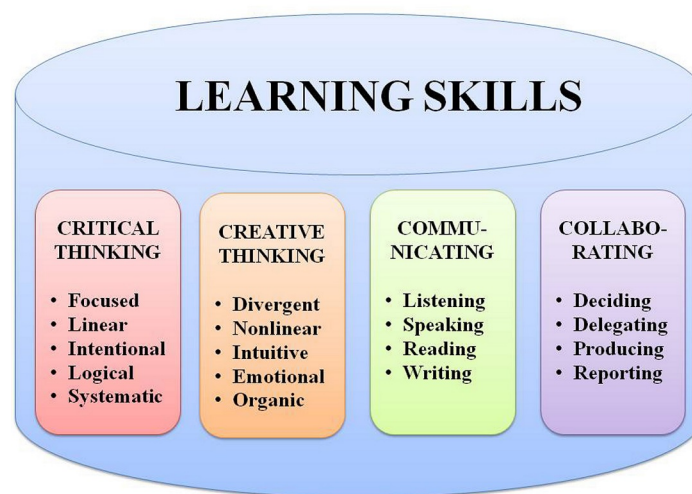 LEARNING SKILLS
CRITICAL
THINKING
• Focused
• Linear
• Intentional
• Logical
• Systematic
CREATIVE
THINKING
• Divergent
• Nonlinear
• Intuitive
• Emotional
• Organic
COMMU-
NICATING
• Listening
• Speaking
• Reading
• Writing
COLLABO-
RATING
• Deciding
• Delegating
• Producing
• Reporting